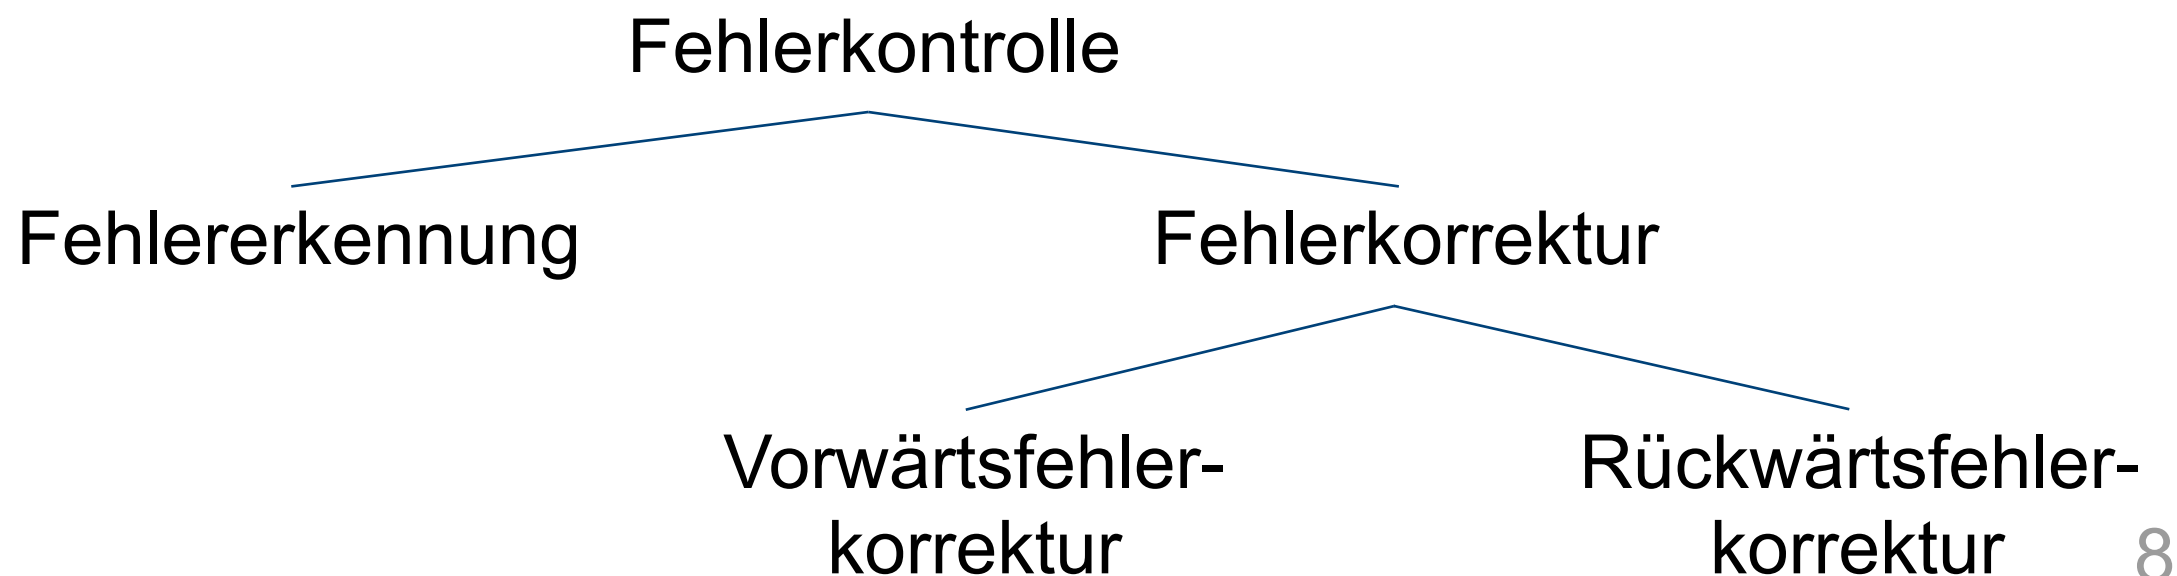 Fehlerkontrolle
Fehlererkennung
Fehlerkorrektur
Vorwärtsfehler-
korrektur
Rückwärtsfehler-
korrektur
8